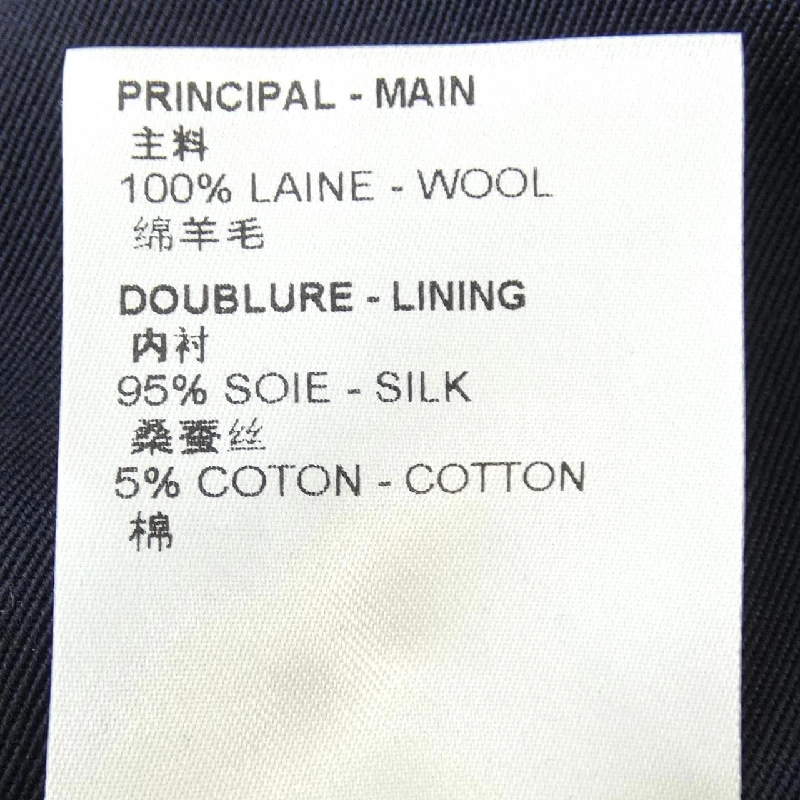 PRINCIPAL - MAIN
主料
100% LAINE - WOOL
绵羊毛
DOUBLURE - LINING
内衬
95% SOIE - SILK
桑蚕丝
5% COTON - COTTON
棉